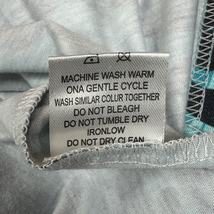 MACHINE WASH WARM
ONA GENTLE CYCLE
WASH SIMILAR COLUR TOGETHER
DO NOT BLEAGH
DO NOT TUMBLE DRY
IRONLOW
DO NOT DRY CLEAN